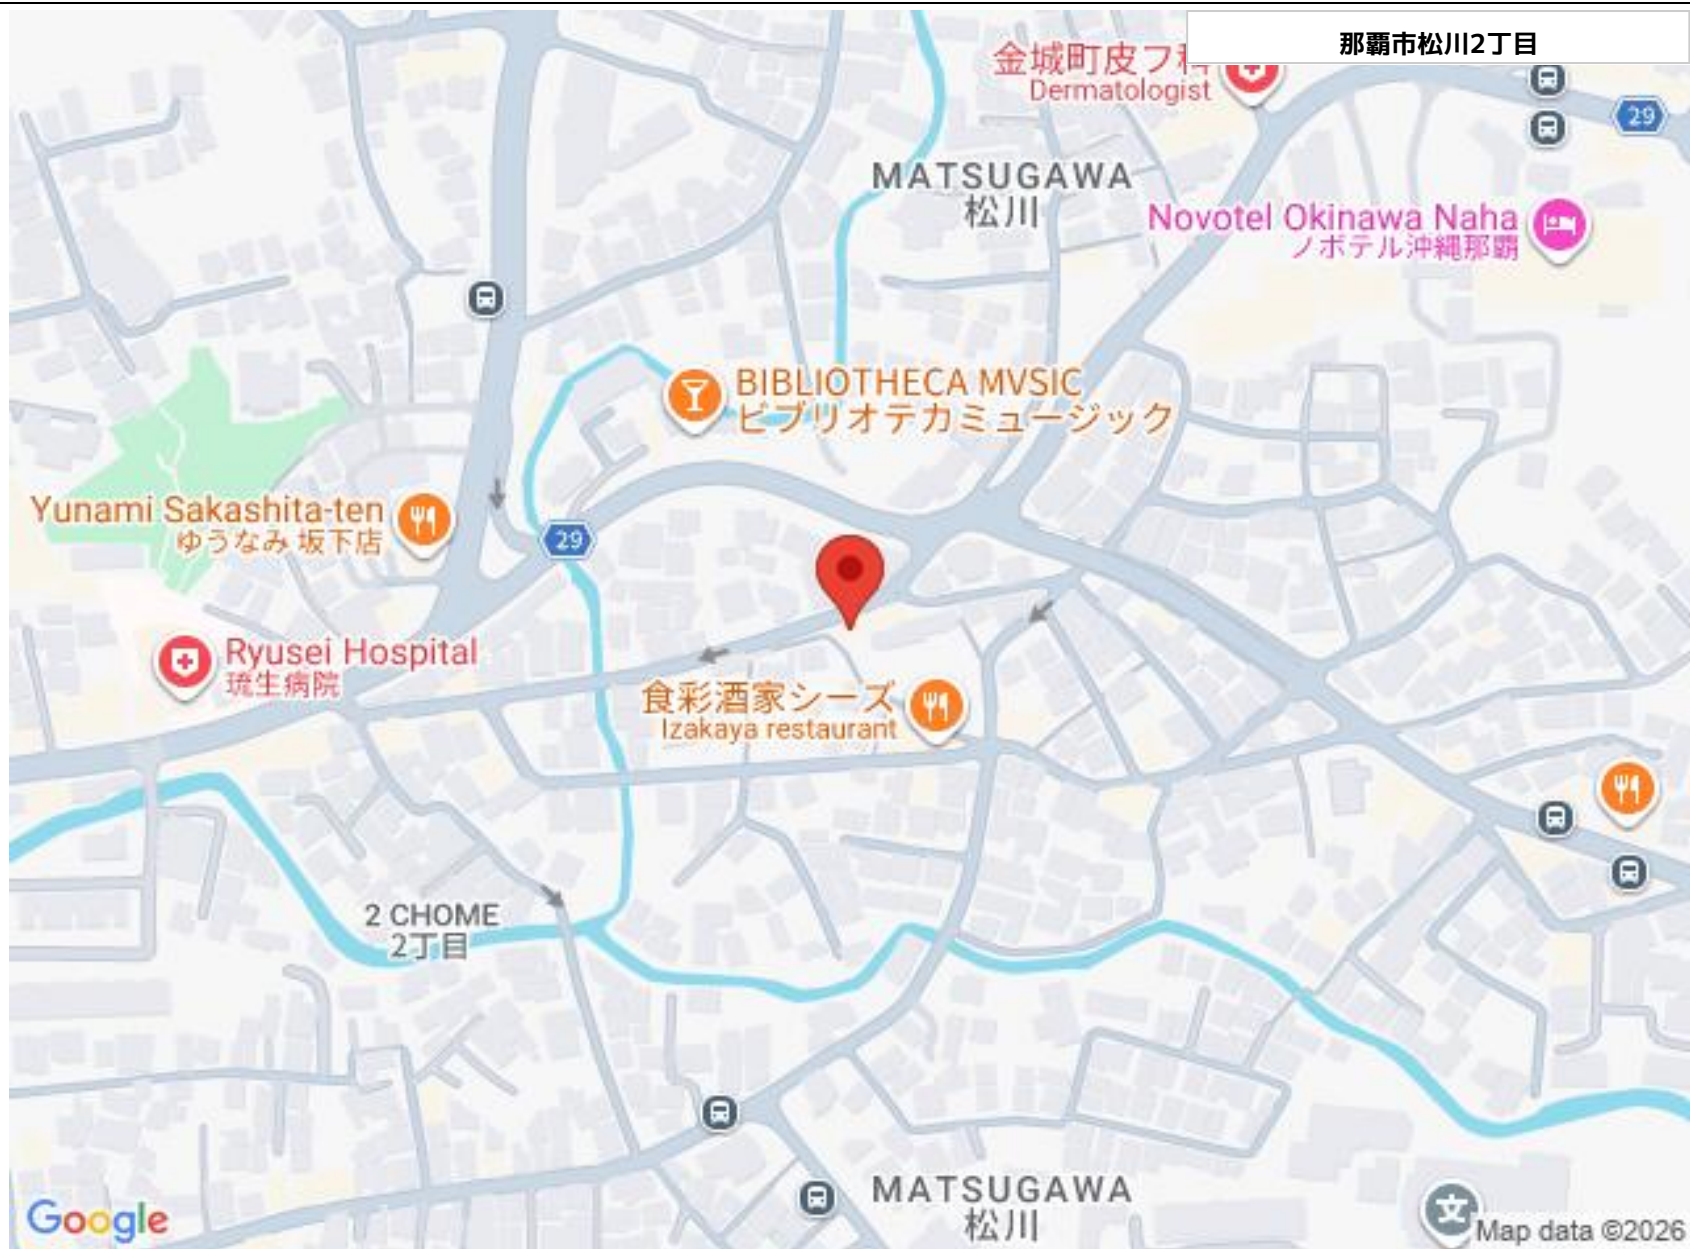 那覇市松川2丁目
金城町皮フ科
Dermatologist
29
MATSUGAWA
松川
Novotel Okinawa Naha
ノボテル沖縄那覇
BIBLIOTHECA MVSIC
ビブリオテカミュージック
Yunami Sakashita-ten
ゆうなみ 坂下店
29
Ryusei Hospital
琉生病院
食彩酒家シーズ
Izakaya restaurant
2 CHOME
2丁目
MATSUGAWA
松川
文
Google
Map data ©2026